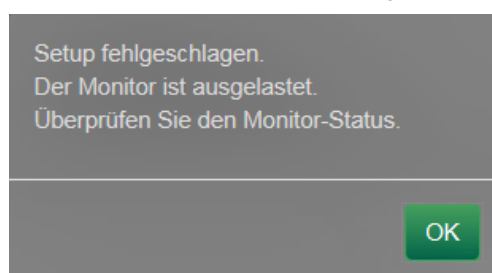 Setup fehlgeschlagen.
Der Monitor ist ausgelastet.
Überprüfen Sie den Monitor-Status.
OK